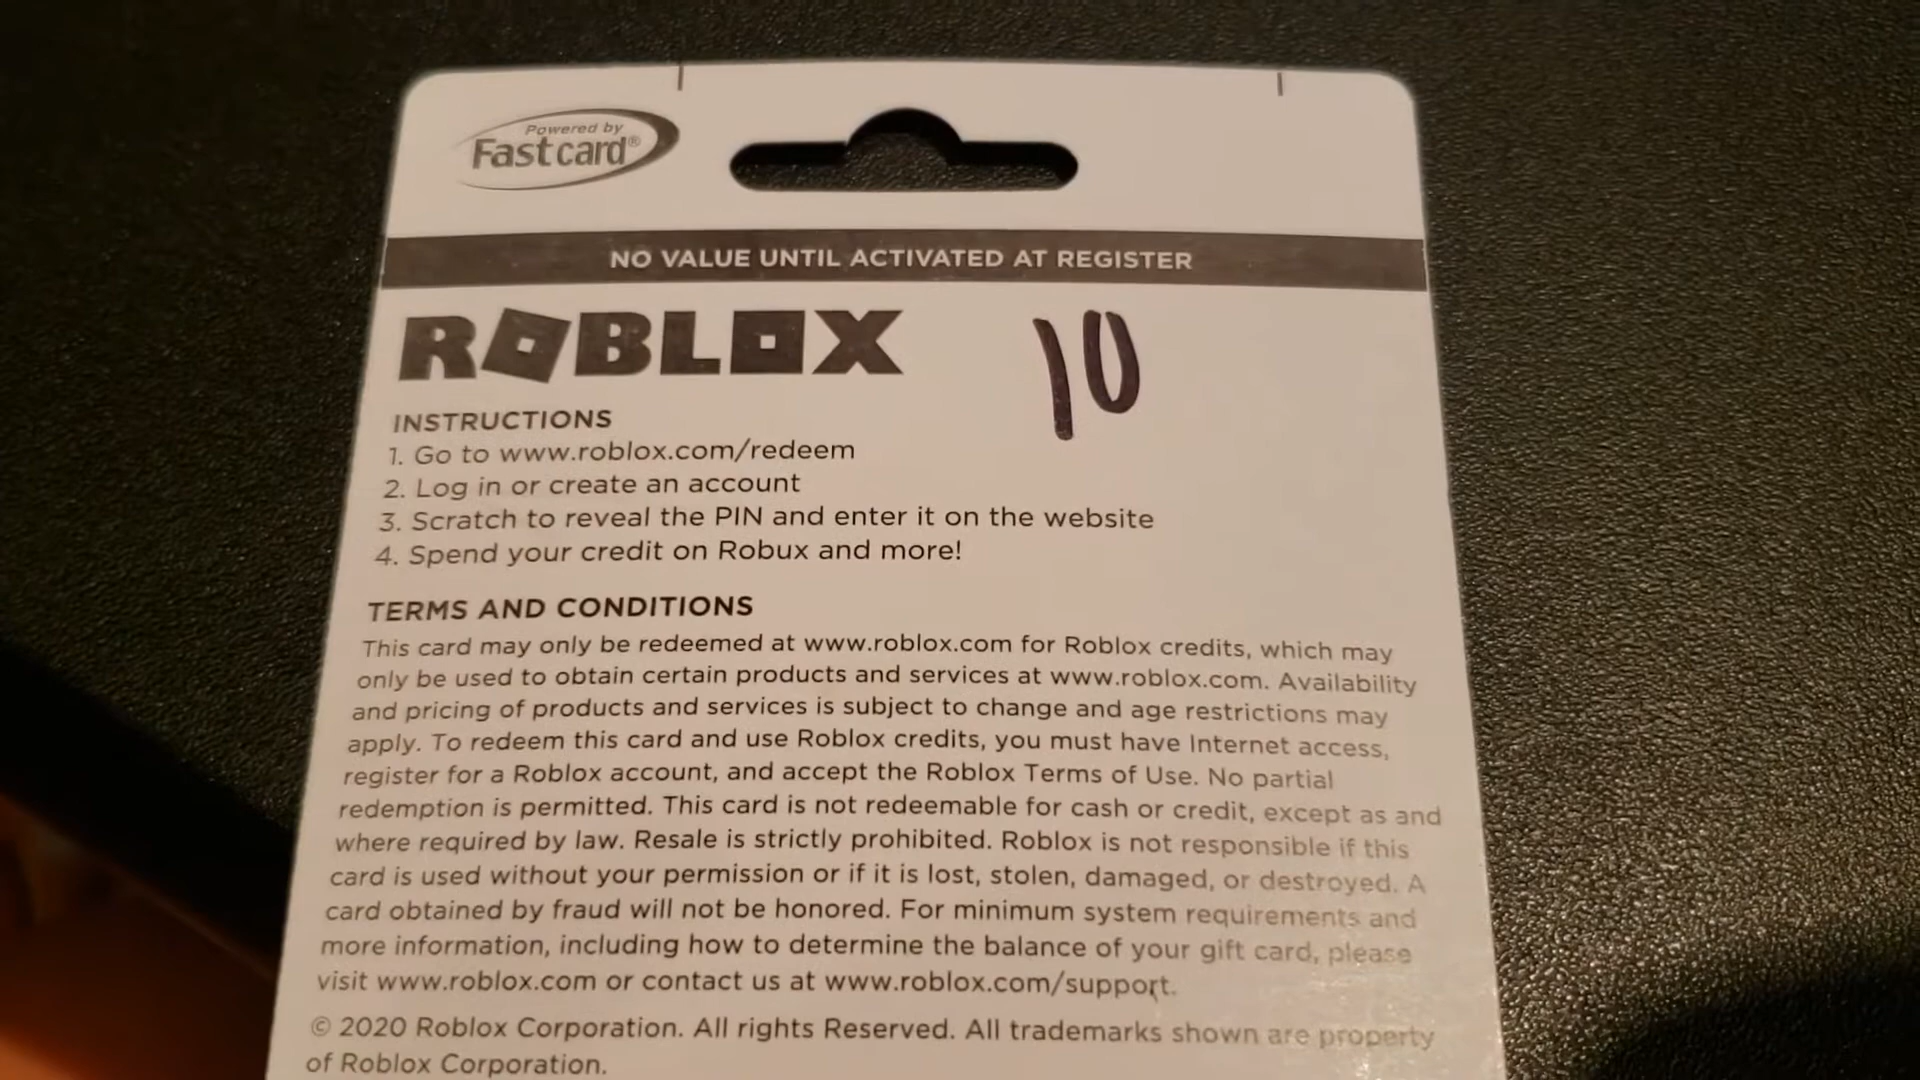 Powered by
Fastcard®
NO VALUE UNTIL ACTIVATED AT REGISTER
ROBLOX 10
INSTRUCTIONS
1. Go to www.roblox.com/redeem
2. Log in or create an account
3. Scratch to reveal the PIN and enter it on the website
4. Spend your credit on Robux and more!
TERMS AND CONDITIONS
This card may only be redeemed at www.roblox.com for Roblox credits, which may
only be used to obtain certain products and services at www.roblox.com. Availability
and pricing of products and services is subject to change and age restrictions may
apply. To redeem this card and use Roblox credits, you must have Internet access,
register for a Roblox account, and accept the Roblox Terms of Use. No partial
redemption is permitted. This card is not redeemable for cash or credit, except as and
where required by law. Resale is strictly prohibited. Roblox is not responsible if this
card is used without your permission or if it is lost, stolen, damaged, or destroyed. A
card obtained by fraud will not be honored. For minimum system requirements and
more information, including how to determine the balance of your gift card, please
visit www.roblox.com or contact us at www.roblox.com/support.
© 2020 Roblox Corporation. All rights Reserved. All trademarks shown are property
of Roblox Corporation.